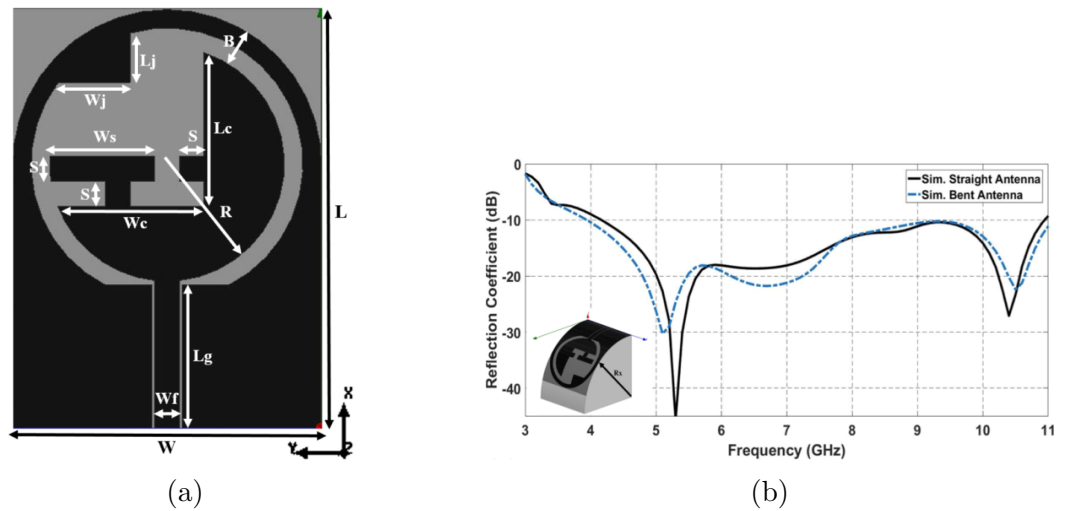 B
Lj
Wj
Ws
S
Lc
S
S
R
Wc
L
Lg
Wf
W
X
Y
Z
(a)
0
-10
-20
-30
-40
Reflection Coefficient (dB)
Sim. Straight Antenna
Sim. Bent Antenna
Rx
3 4 5 6 7 8 9 10 11
Frequency (GHz)
(b)